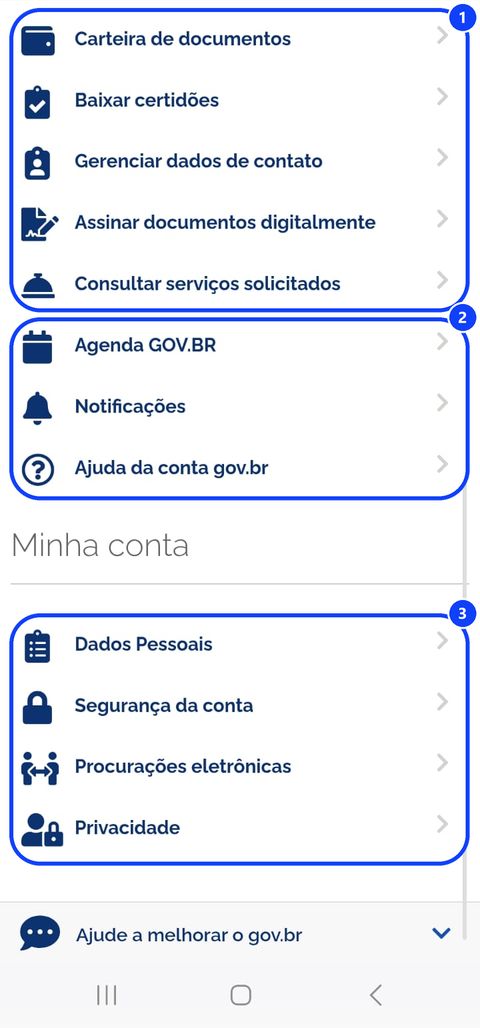 1
Carteira de documentos
Baixar certidões
Gerenciar dados de contato
Assinar documentos digitalmente
Consultar serviços solicitados
2
Agenda GOV.BR
Notificações
Ajuda da conta gov.br
Minha conta
3
Dados Pessoais
Segurança da conta
Procurações eletrônicas
Privacidade
Ajude a melhorar o gov.br